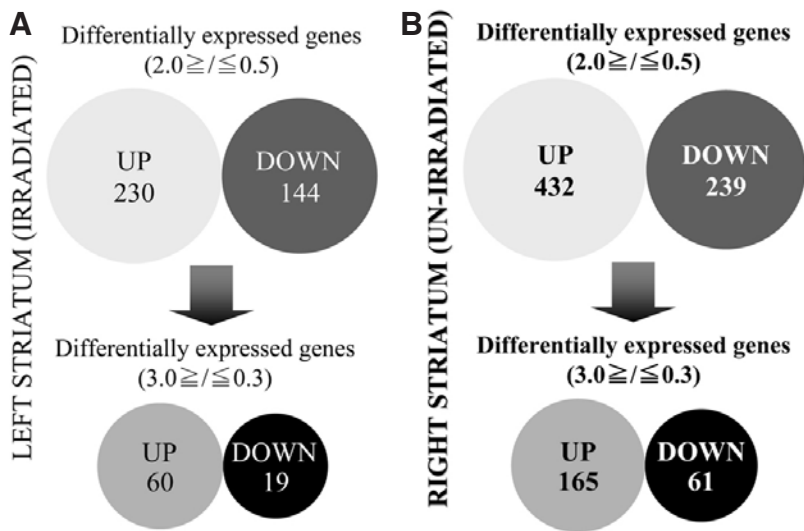 A
LEFT STRIATUM (IRRADIATED)
Differentially expressed genes
(2.0≧/≦0.5)
UP
230
DOWN
144
Differentially expressed genes
(3.0≧/≦0.3)
UP
60
DOWN
19
B
RIGHT STRIATUM (UN-IRRADIATED)
Differentially expressed genes
(2.0≧/≦0.5)
UP
432
DOWN
239
Differentially expressed genes
(3.0≧/≦0.3)
UP
165
DOWN
61